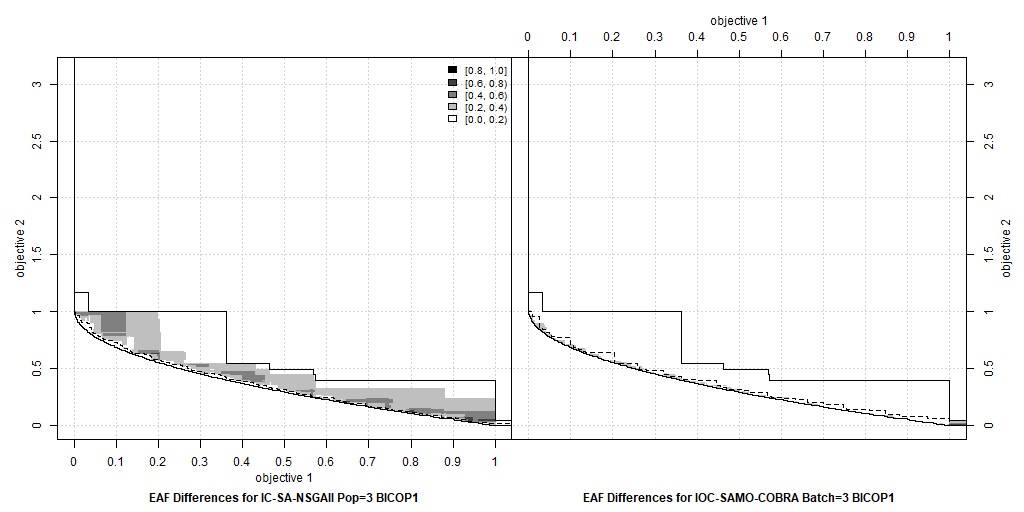 objective 1
0 0.1 0.2 0.3 0.4 0.5 0.6 0.7 0.8 0.9 1
[0.8, 1.0]
[0.6, 0.8)
[0.4, 0.6)
[0.2, 0.4)
[0.0, 0.2)
objective 2
3
2.5
2
1.5
1
0.5
0
3
2.5
2
1.5
1
0.5
0
objective 2
0 0.1 0.2 0.3 0.4 0.5 0.6 0.7 0.8 0.9 1
objective 1
EAF Differences for IC-SA-NSGAII Pop=3 BICOP1
EAF Differences for IOC-SAMO-COBRA Batch=3 BICOP1